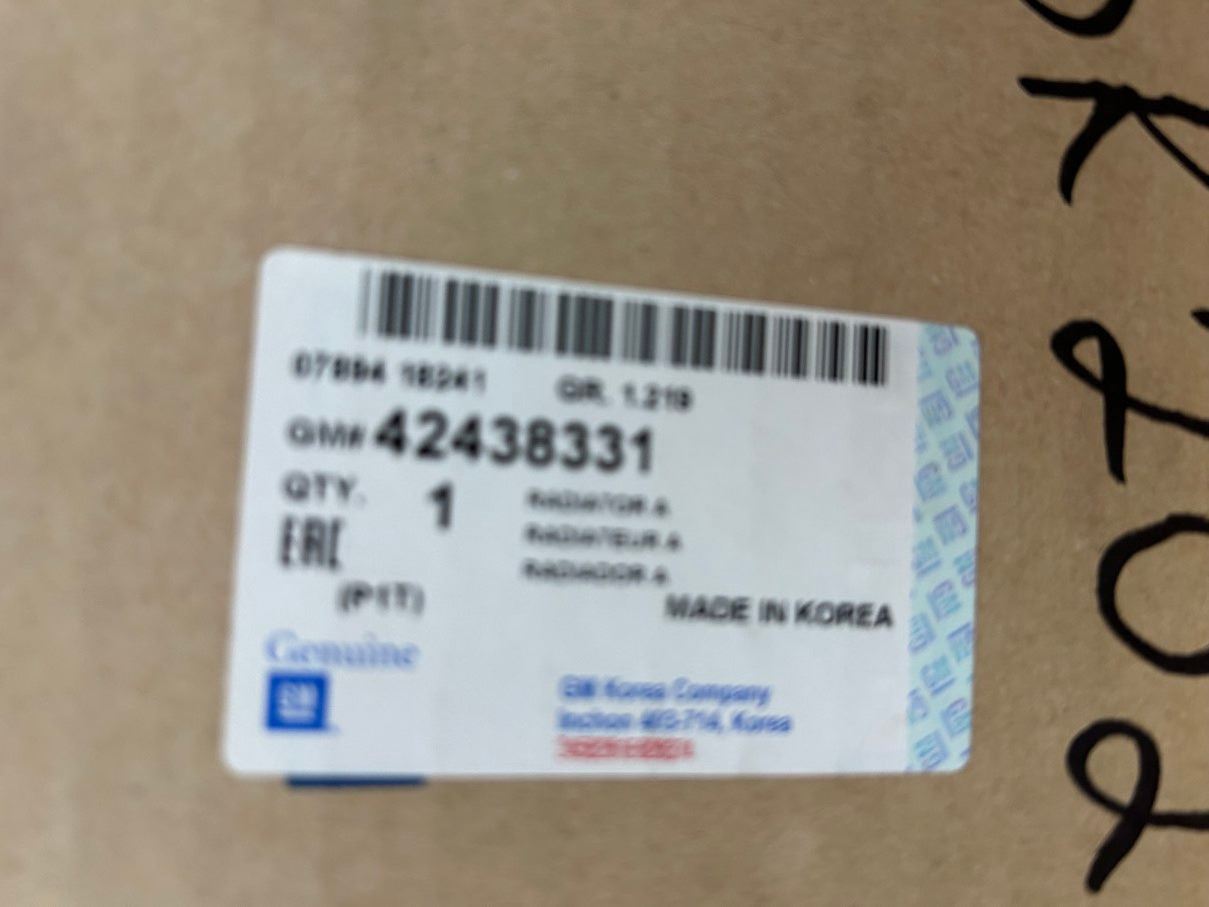 07894 18241 GR. 1.219
GM# 42438331
QTY. 1 RADIATOR A
RADIATEUR A
EAC RADIADOR A
(P1T) MADE IN KOREA
Genuine
GM
GM Korea Company
Incheon 403-714, Korea